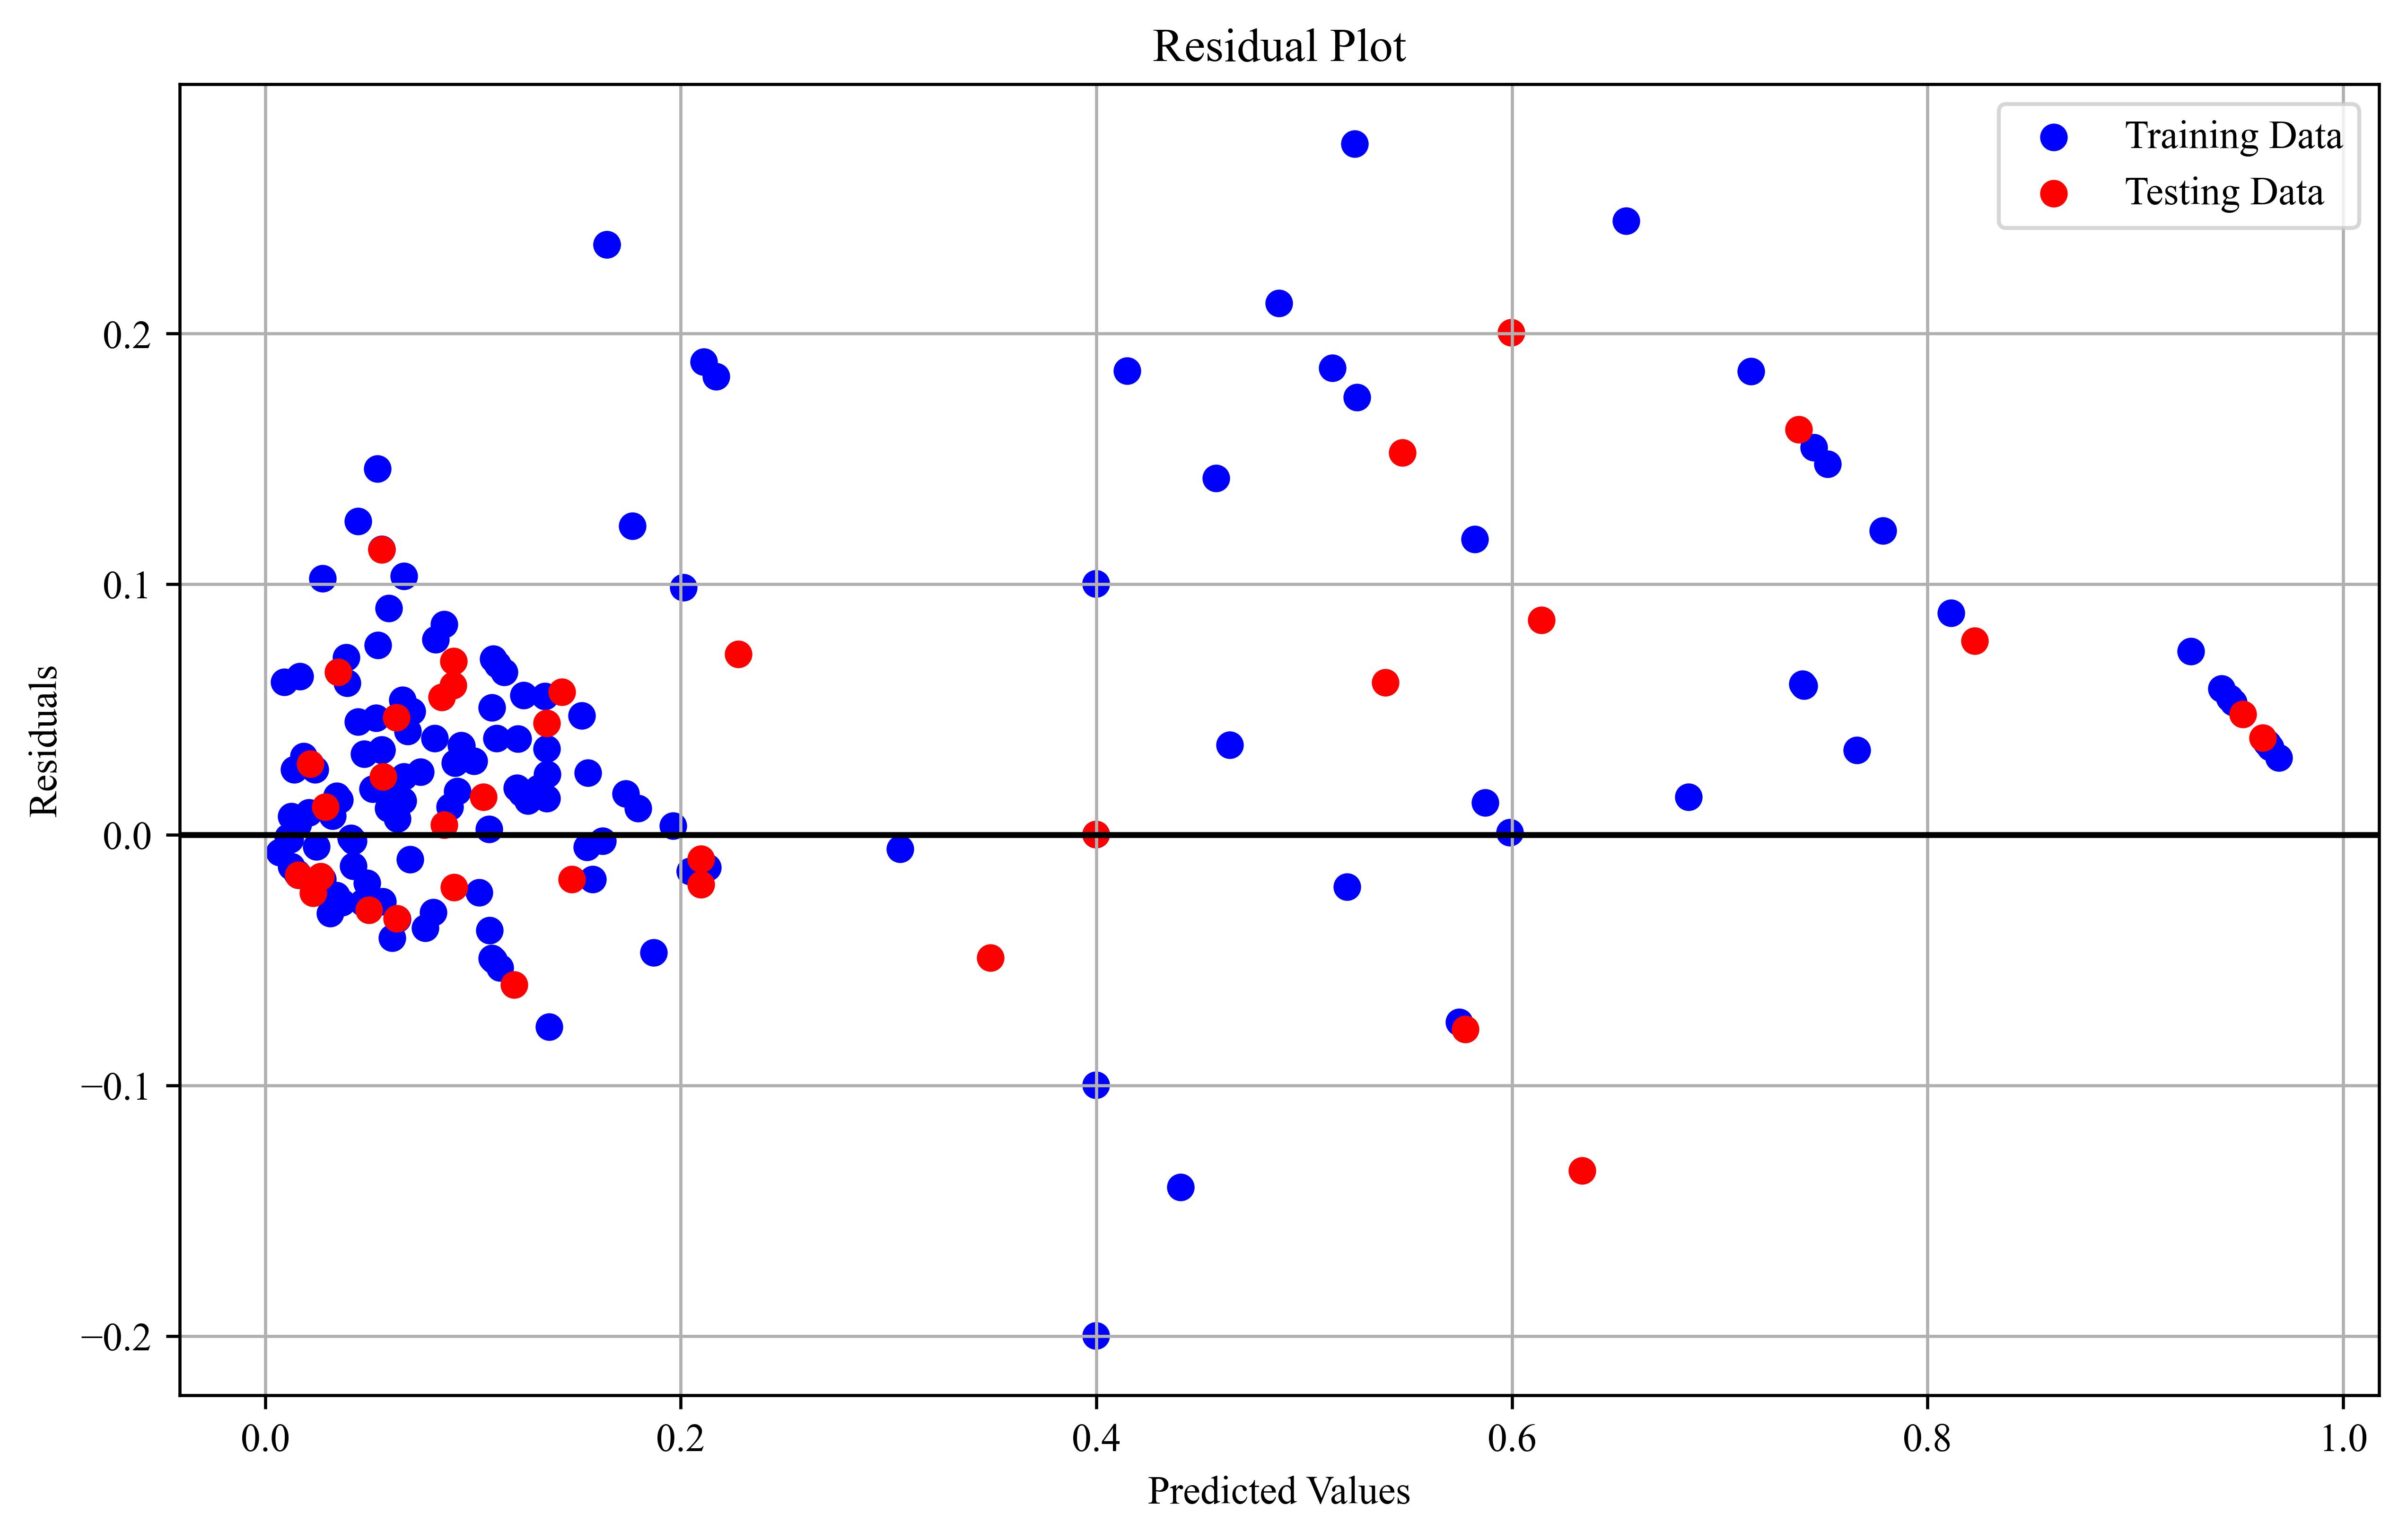 Residual Plot
Training Data
Testing Data
0.2
0.1
0.0
−0.1
−0.2
Residuals
0.0 0.2 0.4 0.6 0.8 1.0
Predicted Values